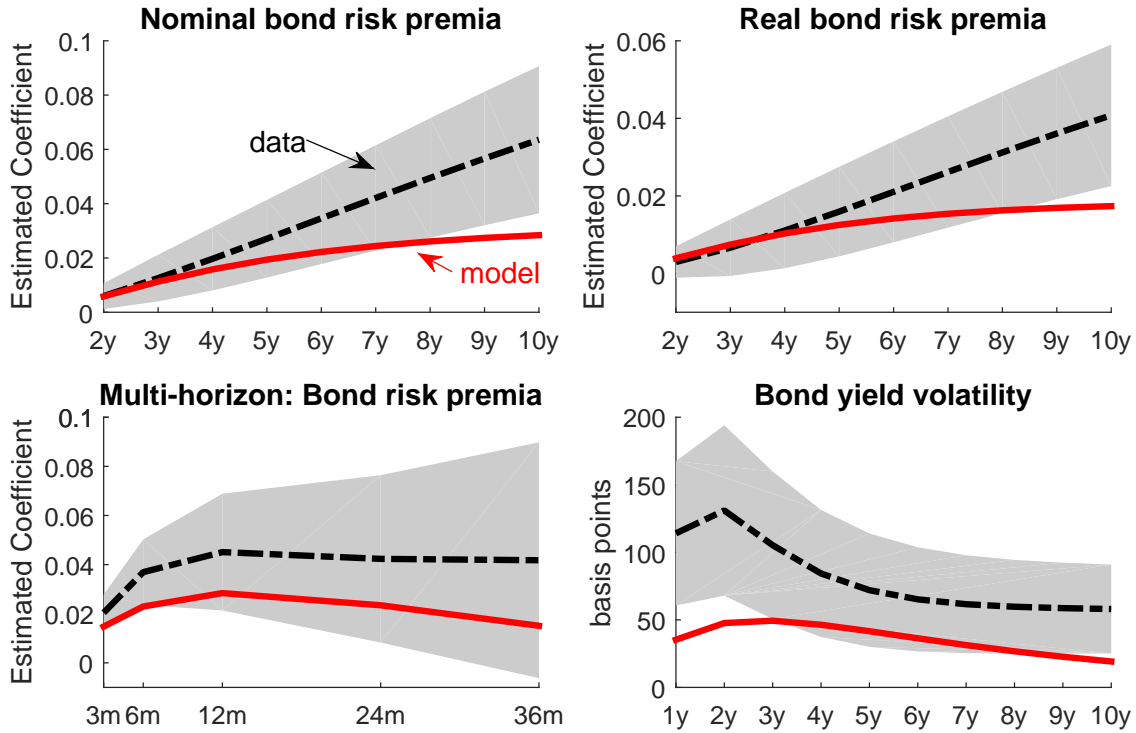 Nominal bond risk premia
Estimated Coefficient
0.1
0.08
0.06
0.04
0.02
0
data
model
2y 3y 4y 5y 6y 7y 8y 9y 10y
Real bond risk premia
Estimated Coefficient
0.06
0.04
0.02
0
2y 3y 4y 5y 6y 7y 8y 9y 10y
Multi-horizon: Bond risk premia
Estimated Coefficient
0.1
0.08
0.06
0.04
0.02
0
3m 6m 12m 24m 36m
Bond yield volatility
basis points
200
150
100
50
0
1y 2y 3y 4y 5y 6y 7y 8y 9y 10y